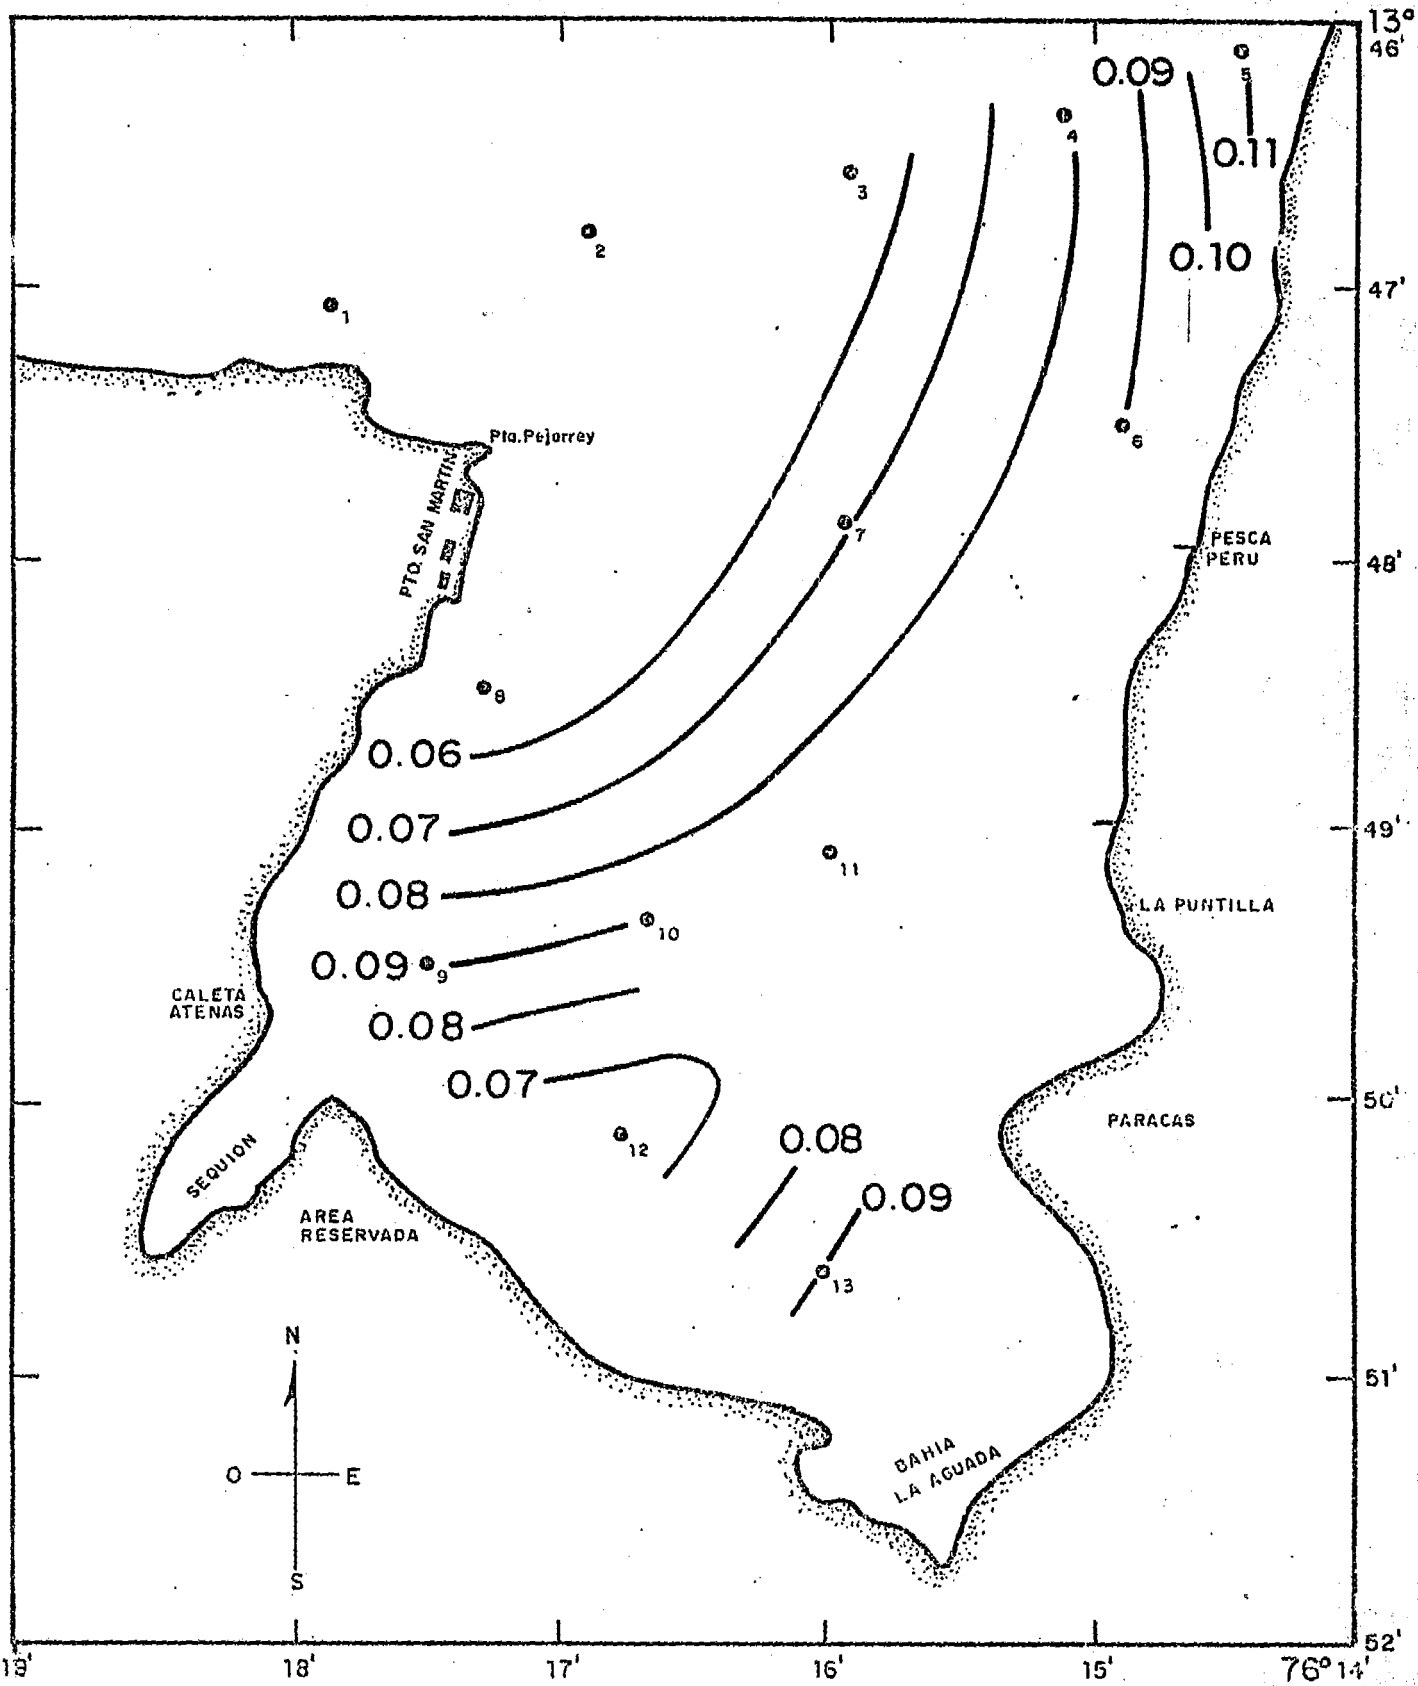 13°
46'
5
0.09
4
0.11
3
2
0.10
47'
1
Pta.Pejerrey
6
PTO. SAN MARTIN
7
PESCA
PERU
48'
8
0.06
0.07
49'
11
0.08
LA PUNTILLA
10
0.09
9
CALETA
ATENAS
0.08
0.07
50'
PARACAS
12
0.08
SEQUION
0.09
AREA
RESERVADA
13
N
51'
BAHIA
LA AGUADA
O
E
S
52'
19'
18'
17'
16'
15'
76° 14'